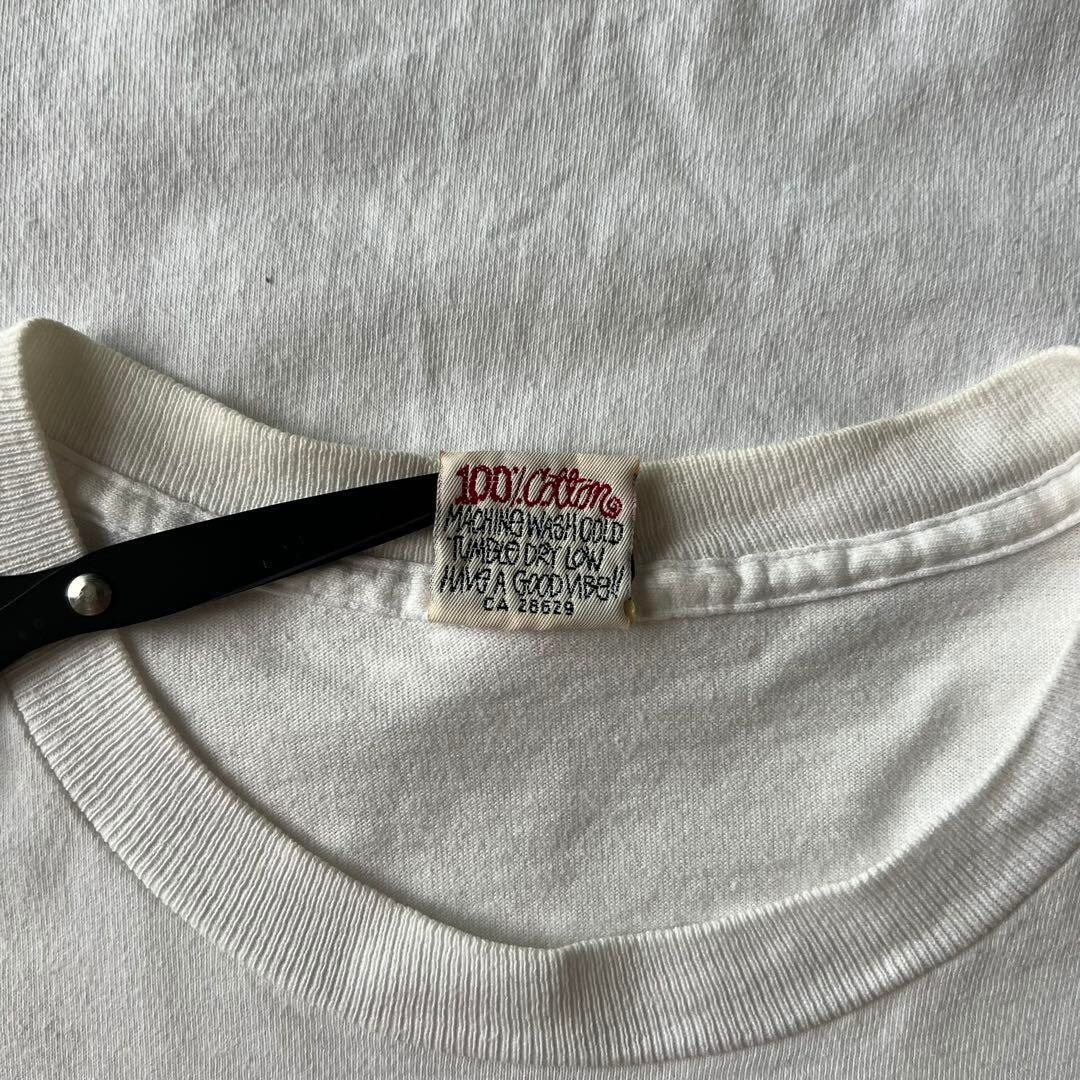 100% Cotton
MACHINE WASH COLD
TUMBLE DRY LOW
HAVE A GOOD VIBE!!
CA 28629